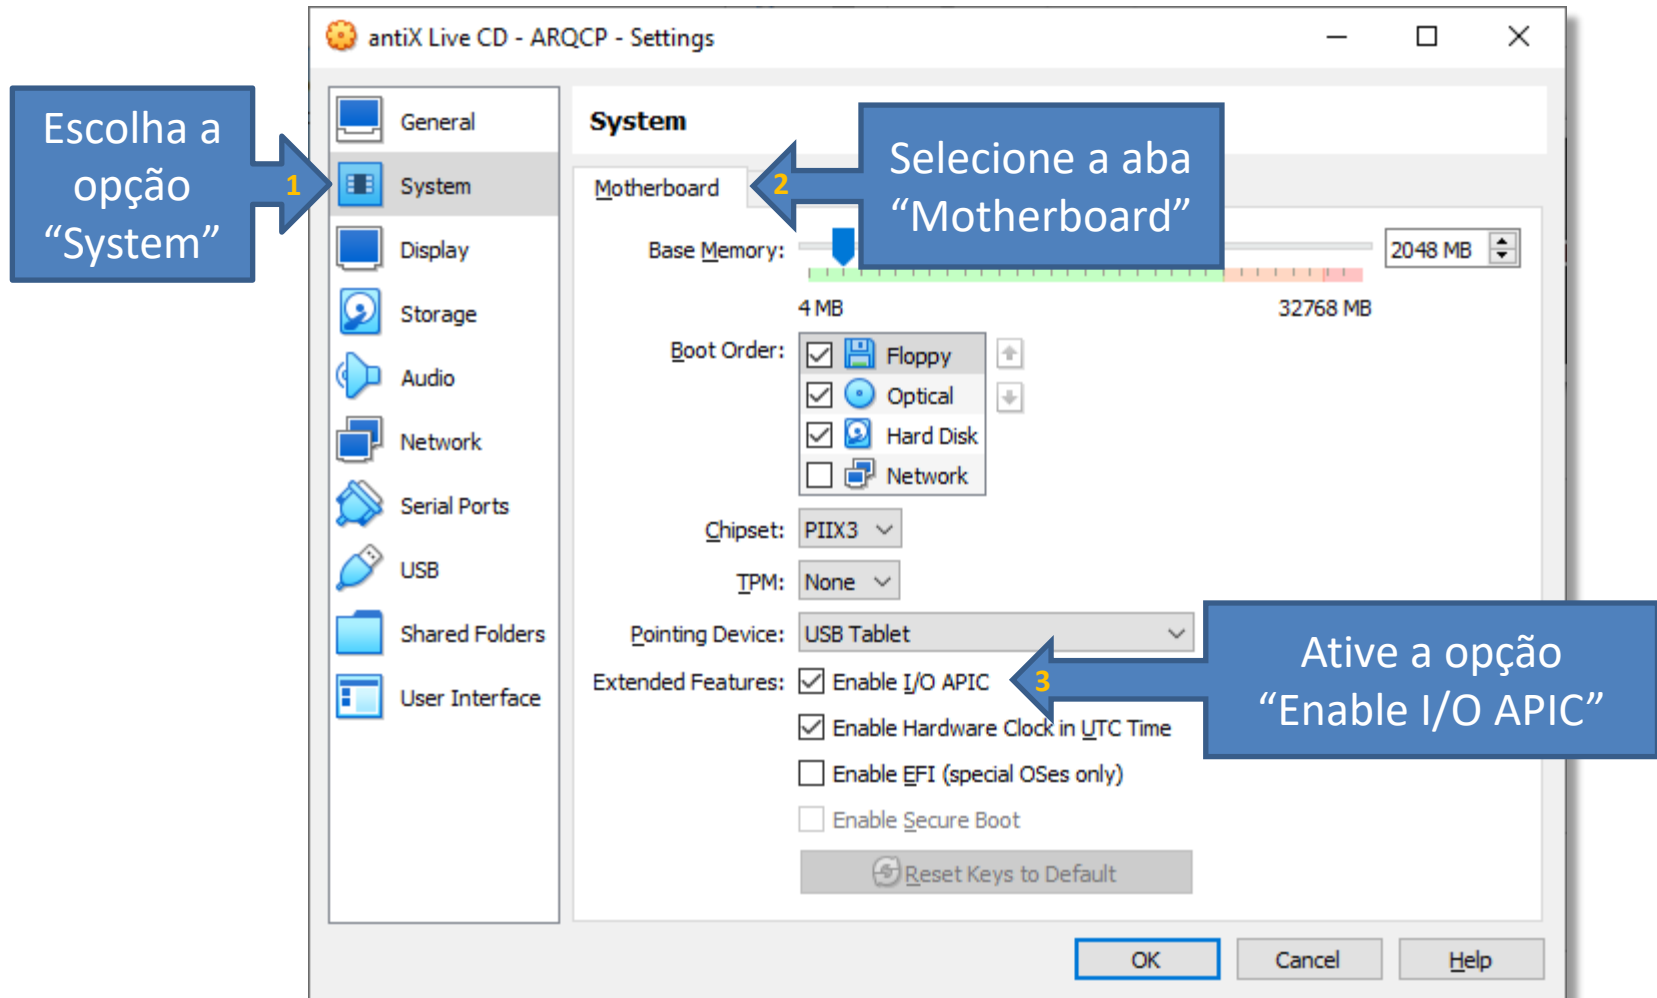 antiX Live CD - ARQCP - Settings
Escolha a
opção
“System”
1
General
System
Display
Storage
Audio
Network
Serial Ports
USB
Shared Folders
User Interface
System
Motherboard
2
Selecione a aba
“Motherboard”
Base Memory:
2048 MB
4 MB
32768 MB
Boot Order:
Floppy
Optical
Hard Disk
Network
Chipset:
PIIX3
TPM:
None
Pointing Device:
USB Tablet
Extended Features:
Enable I/O APIC
3
Ative a opção
“Enable I/O APIC”
Enable Hardware Clock in UTC Time
Enable EFI (special OSes only)
Enable Secure Boot
Reset Keys to Default
OK
Cancel
Help